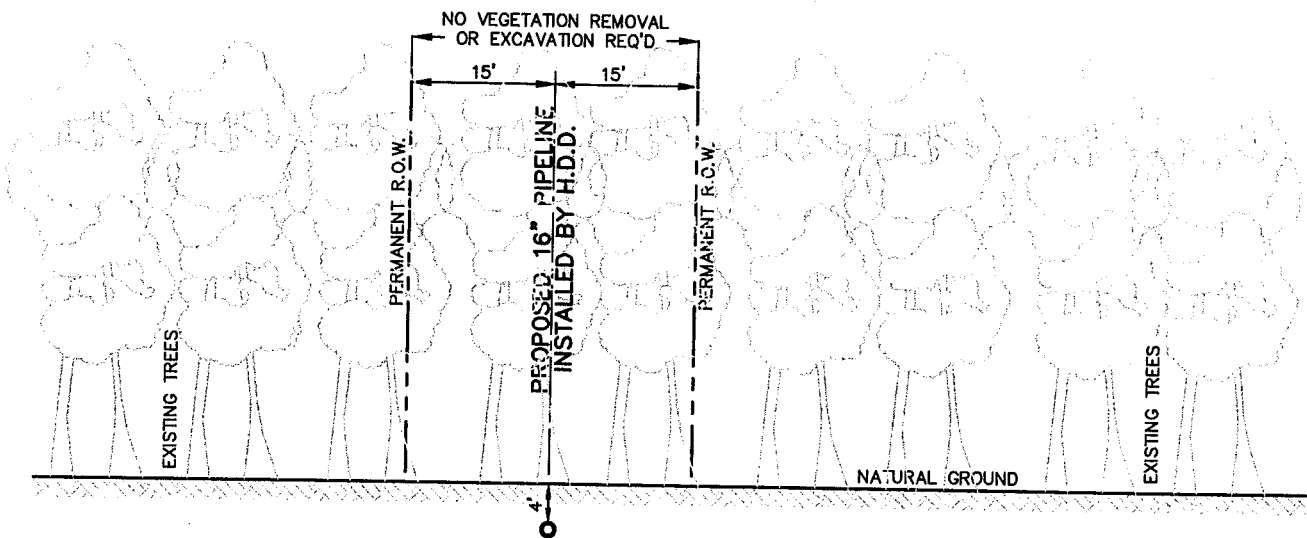 NO VEGETATION REMOVAL
OR EXCAVATION REQ'D
15'
15'
PERMANENT R.O.W.
PROPOSED 16" PIPELINE
INSTALLED BY H.D.D.
PERMANENT R.O.W.
EXISTING TREES
EXISTING TREES
NATURAL GROUND
4'